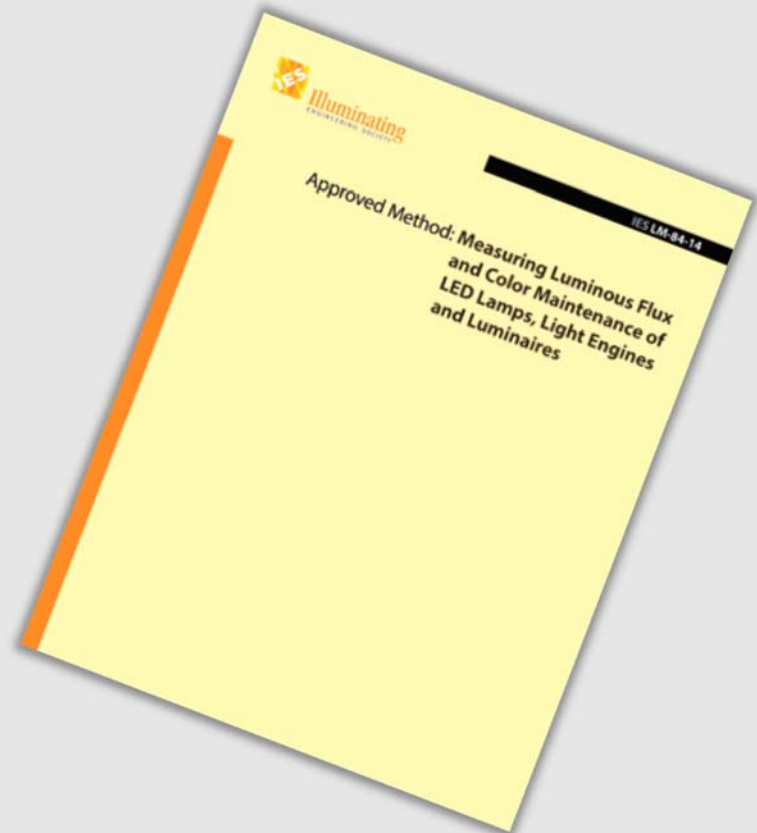 IES
Illuminating
ENGINEERING SOCIETY
IES LM-84-14
Approved Method: Measuring Luminous Flux
and Color Maintenance of
LED Lamps, Light Engines
and Luminaires